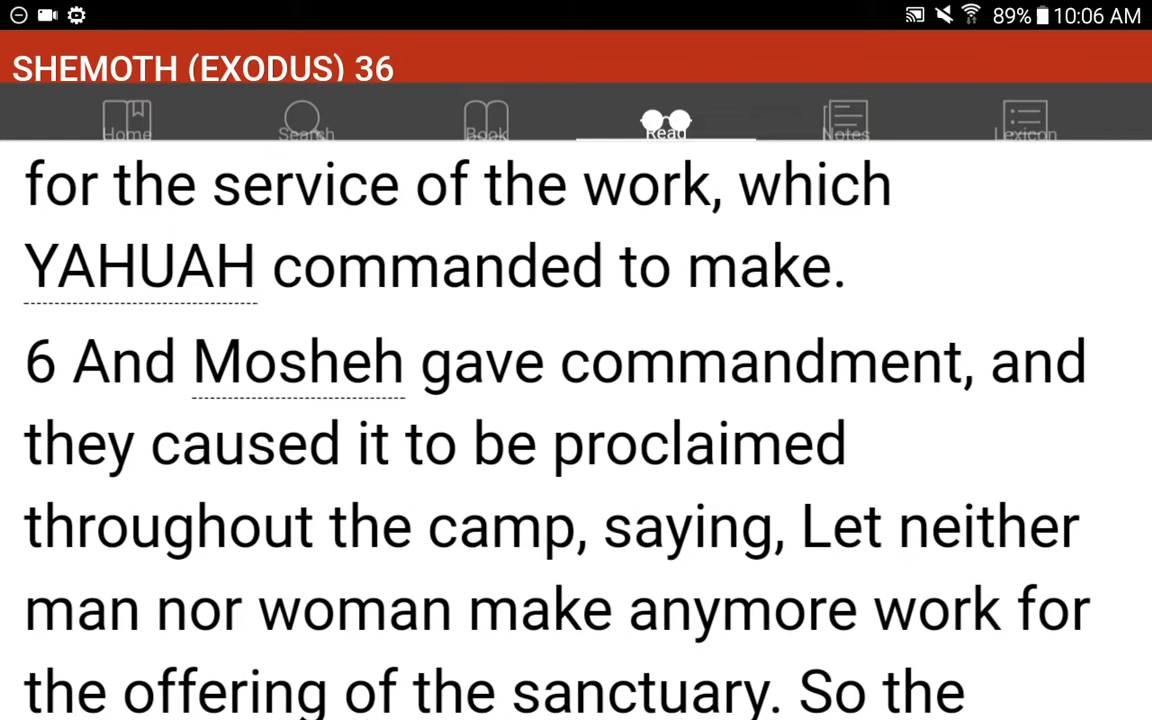 89% 10:06 AM
SHEMOTH (EXODUS) 36
Home Search Book Read Notes Lexicon
for the service of the work, which
YAHUAH commanded to make.
6 And Mosheh gave commandment, and
they caused it to be proclaimed
throughout the camp, saying, Let neither
man nor woman make anymore work for
the offering of the sanctuary. So the